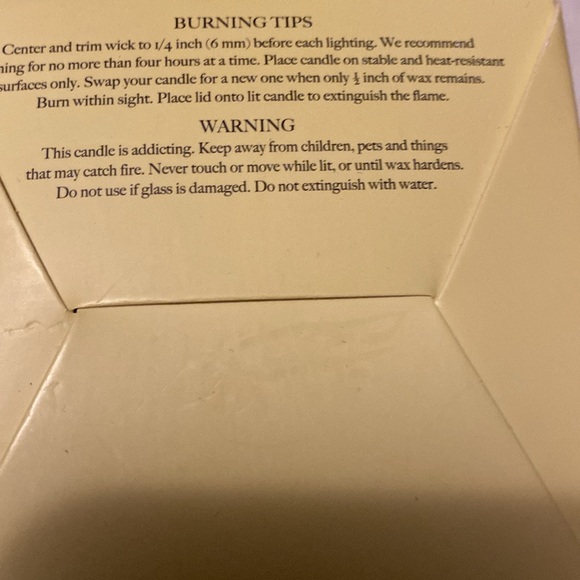 BURNING TIPS
Center and trim wick to 1/4 inch (6 mm) before each lighting. We recommend
ning for no more than four hours at a time. Place candle on stable and heat-resistant
surfaces only. Swap your candle for a new one when only ½ inch of wax remains.
Burn within sight. Place lid onto lit candle to extinguish the flame.
WARNING
This candle is addicting. Keep away from children, pets and things
that may catch fire. Never touch or move while lit, or until wax hardens.
Do not use if glass is damaged. Do not extinguish with water.